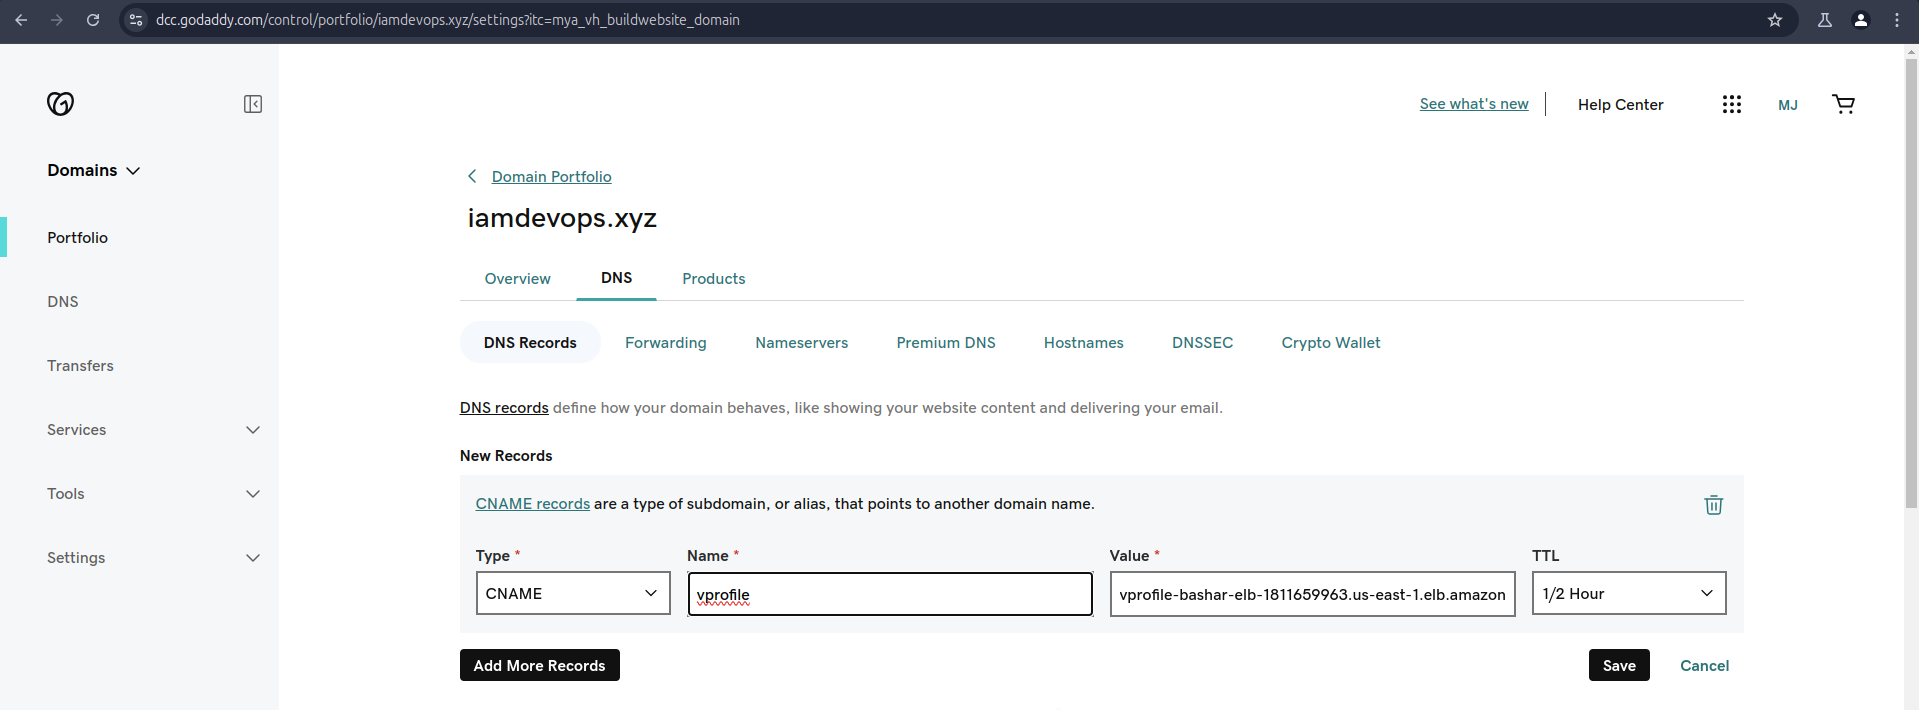 dcc.godaddy.com/control/portfolio/iamdevops.xyz/settings?itc=mya_vh_buildwebsite_domain
See what's new
Help Center
MJ
Domains
Portfolio
DNS
Transfers
Services
Tools
Settings
Domain Portfolio
iamdevops.xyz
Overview DNS Products
DNS Records Forwarding Nameservers Premium DNS Hostnames DNSSEC Crypto Wallet
DNS records define how your domain behaves, like showing your website content and delivering your email.
New Records
CNAME records are a type of subdomain, or alias, that points to another domain name.
Type * Name * Value * TTL
CNAME vprofile vprofile-bashar-elb-1811659963.us-east-1.elb.amazon 1/2 Hour
Add More Records Save Cancel